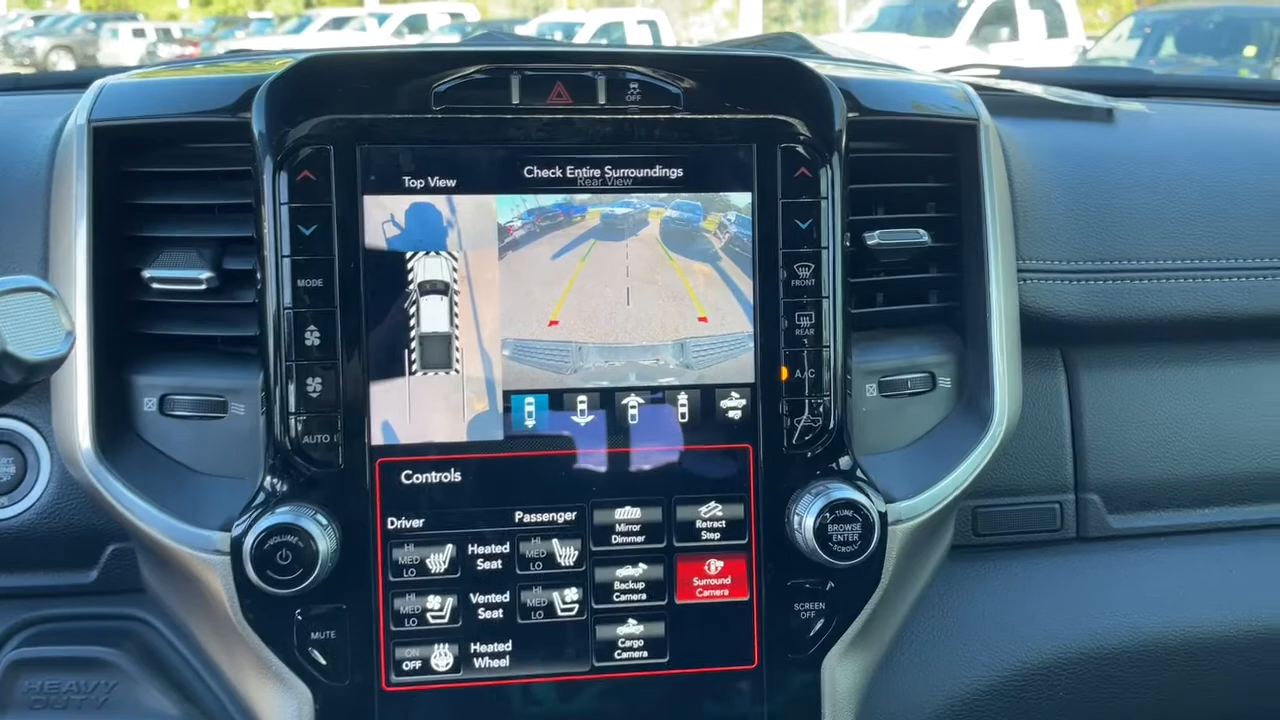 OFF
Top View
Check Entire Surroundings
Rear View
MODE
AUTO
FRONT
REAR
A/C
Controls
Driver
Passenger
HI
MED
LO
Heated
Seat
HI
MED
LO
HI
MED
LO
Vented
Seat
HI
MED
LO
ON
OFF
Heated
Wheel
Mirror
Dimmer
Retract
Step
Backup
Camera
Surround
Camera
Cargo
Camera
VOLUME
MUTE
TUNE
BROWSE
ENTER
SCROLL
SCREEN
OFF
HEAVY
DUTY